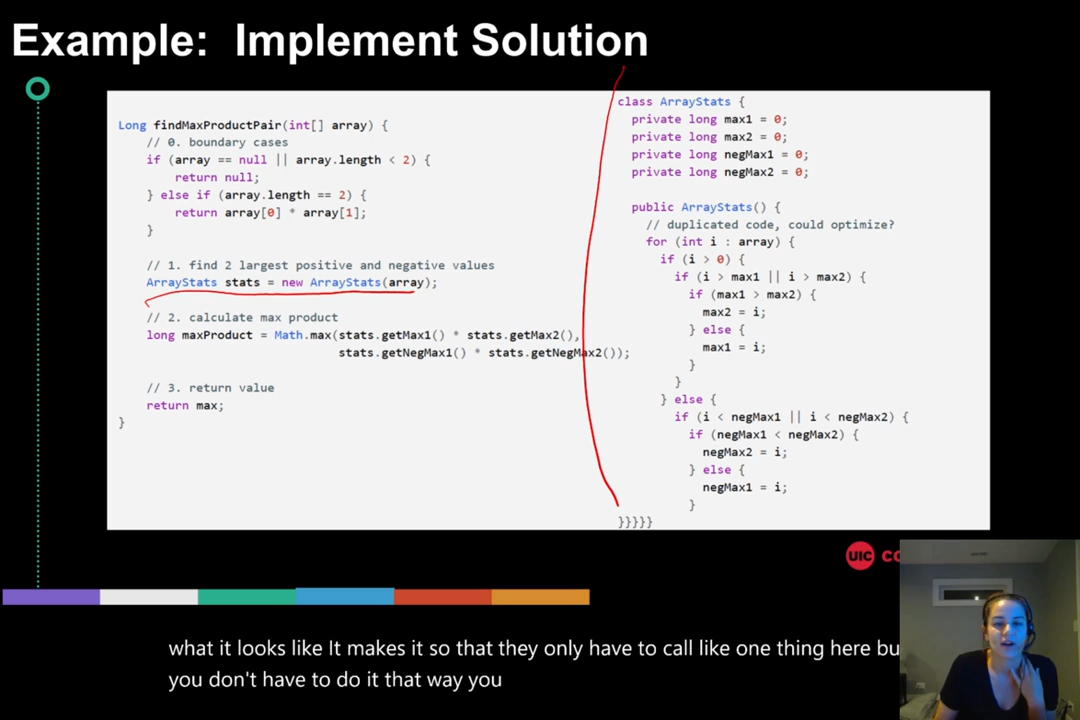 Example: Implement Solution
Long findMaxProductPair(int[] array) {
// 0. boundary cases
if (array == null || array.length < 2) {
return null;
} else if (array.length == 2) {
return array[0] * array[1];
}
// 1. find 2 largest positive and negative values
ArrayStats stats = new ArrayStats(array);
// 2. calculate max product
long maxProduct = Math.max(stats.getMax1() * stats.getMax2(),
stats.getNegMax1() * stats.getNegMax2());
// 3. return value
return max;
}
class ArrayStats {
private long max1 = 0;
private long max2 = 0;
private long negMax1 = 0;
private long negMax2 = 0;
public ArrayStats() {
// duplicated code, could optimize?
for (int i : array) {
if (i > 0) {
if (i > max1 || i > max2) {
if (max1 > max2) {
max2 = i;
} else {
max1 = i;
}
}
} else {
if (i < negMax1 || i < negMax2) {
if (negMax1 < negMax2) {
negMax2 = i;
} else {
negMax1 = i;
}
}}}}}
UIC
what it looks like It makes it so that they only have to call like one thing here
you don't have to do it that way you